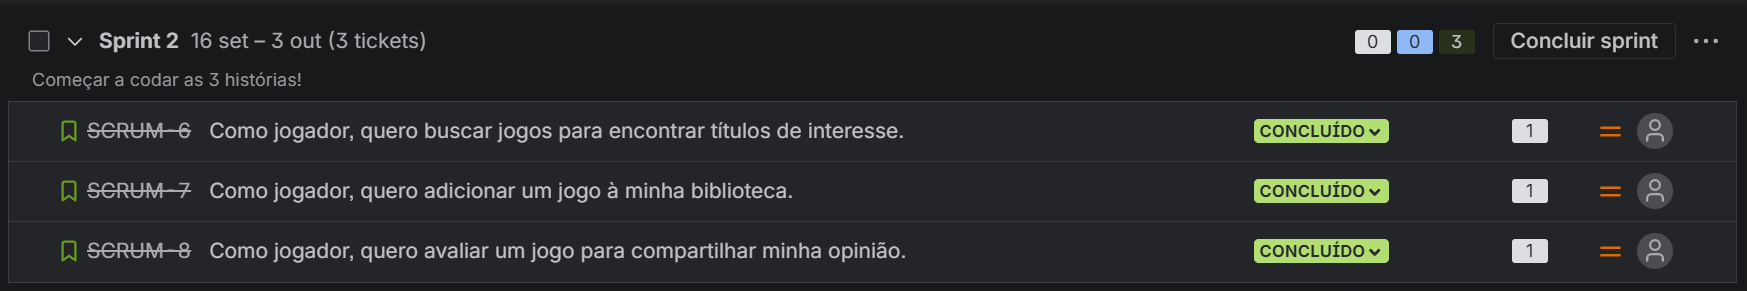 Sprint 2 16 set – 3 out (3 tickets) 0 0 3 Concluir sprint
Começar a codar as 3 histórias!
SCRUM-6 Como jogador, quero buscar jogos para encontrar títulos de interesse. CONCLUÍDO 1
SCRUM-7 Como jogador, quero adicionar um jogo à minha biblioteca. CONCLUÍDO 1
SCRUM-8 Como jogador, quero avaliar um jogo para compartilhar minha opinião. CONCLUÍDO 1